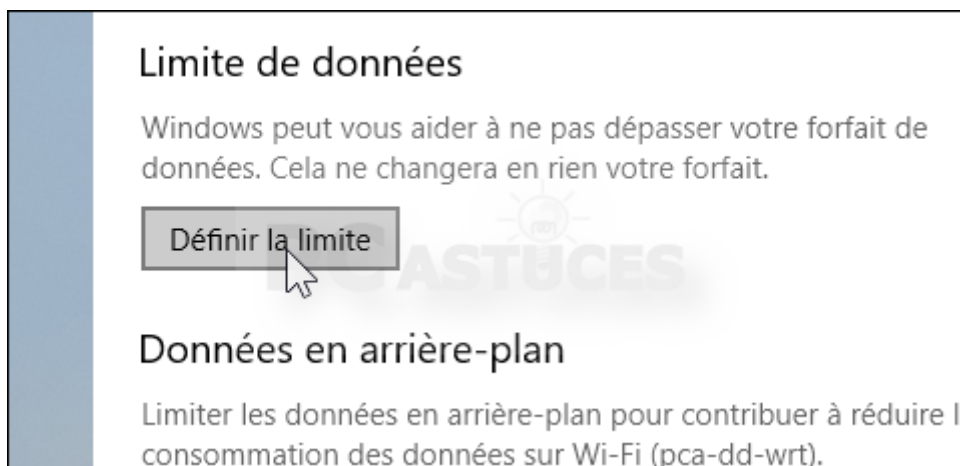 Limite de données
Windows peut vous aider à ne pas dépasser votre forfait de
données. Cela ne changera en rien votre forfait.
Définir la limite
PC ASTUCES
Données en arrière-plan
Limiter les données en arrière-plan pour contribuer à réduire l
consommation des données sur Wi-Fi (pca-dd-wrt).